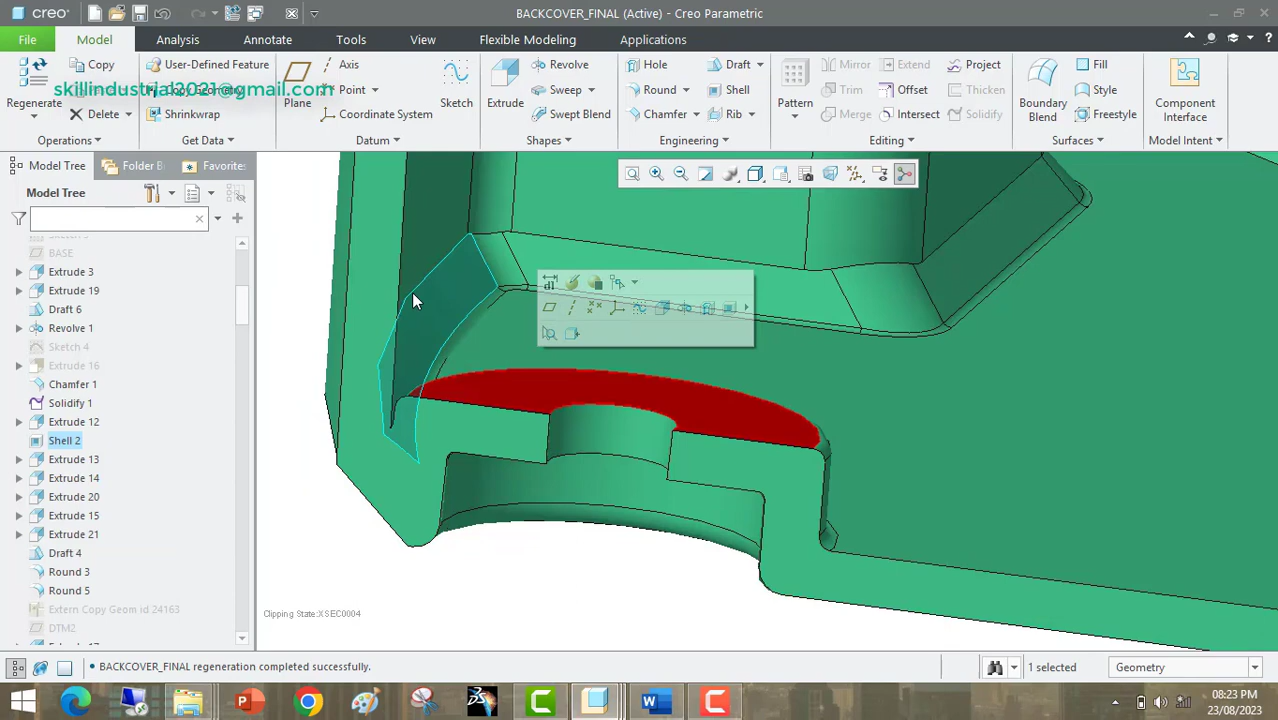 creo
BACKCOVER_FINAL (Active) - Creo Parametric
File Model Analysis Annotate Tools View Flexible Modeling Applications
Regenerate
Copy
Delete
Operations
User-Defined Feature
Copy Geometry
Shrinkwrap
Get Data
skillindustrial2021@gmail.com
Plane
Axis
Point
Coordinate System
Sketch
Datum
Extrude
Revolve
Sweep
Swept Blend
Shapes
Hole
Round
Chamfer
Draft
Shell
Rib
Engineering
Pattern
Mirror
Trim
Merge
Extend
Offset
Intersect
Project
Thicken
Solidify
Editing
Boundary Blend
Fill
Style
Freestyle
Surfaces
Component Interface
Model Intent
Model Tree
Folder B
Favorites
Model Tree
BASE
Extrude 3
Extrude 19
Draft 6
Revolve 1
Sketch 4
Extrude 16
Chamfer 1
Solidify 1
Extrude 12
Shell 2
Extrude 13
Extrude 14
Extrude 20
Extrude 15
Extrude 21
Draft 4
Round 3
Round 5
Extern Copy Geom id 24163
DTM2
Clipping State:XSEC0004
• BACKCOVER_FINAL regeneration completed successfully.
1 selected
Geometry
08:23 PM
23/08/2023